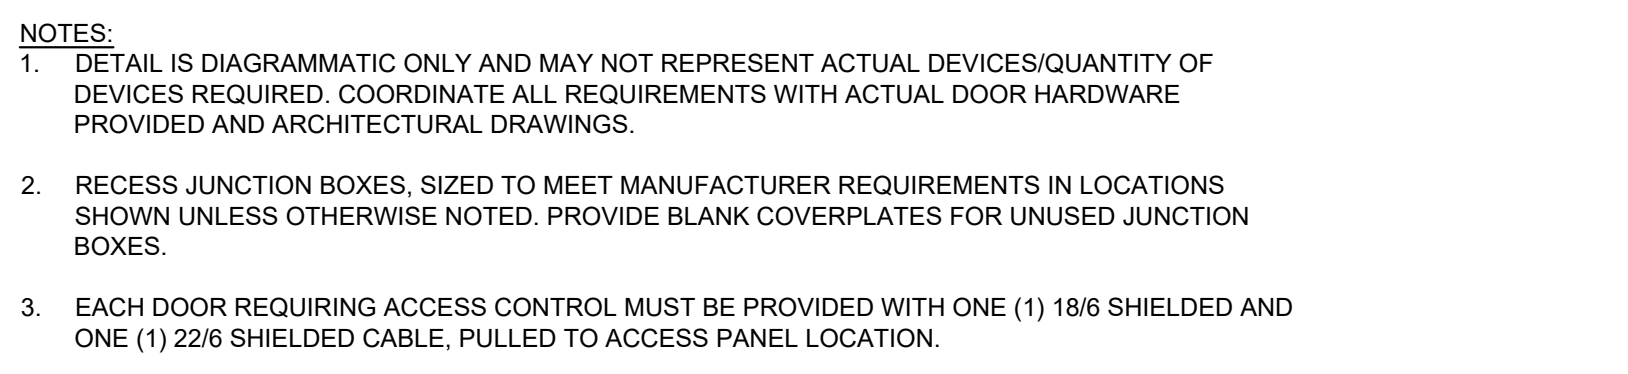 NOTES:
1. DETAIL IS DIAGRAMMATIC ONLY AND MAY NOT REPRESENT ACTUAL DEVICES/QUANTITY OF
DEVICES REQUIRED. COORDINATE ALL REQUIREMENTS WITH ACTUAL DOOR HARDWARE
PROVIDED AND ARCHITECTURAL DRAWINGS.
2. RECESS JUNCTION BOXES, SIZED TO MEET MANUFACTURER REQUIREMENTS IN LOCATIONS
SHOWN UNLESS OTHERWISE NOTED. PROVIDE BLANK COVERPLATES FOR UNUSED JUNCTION
BOXES.
3. EACH DOOR REQUIRING ACCESS CONTROL MUST BE PROVIDED WITH ONE (1) 18/6 SHIELDED AND
ONE (1) 22/6 SHIELDED CABLE, PULLED TO ACCESS PANEL LOCATION.